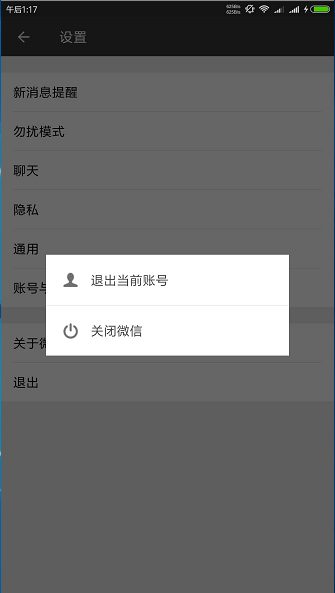 午后1:17
设置
新消息提醒
勿扰模式
聊天
隐私
通用
账号与
退出当前账号
关闭微信
关于微
退出